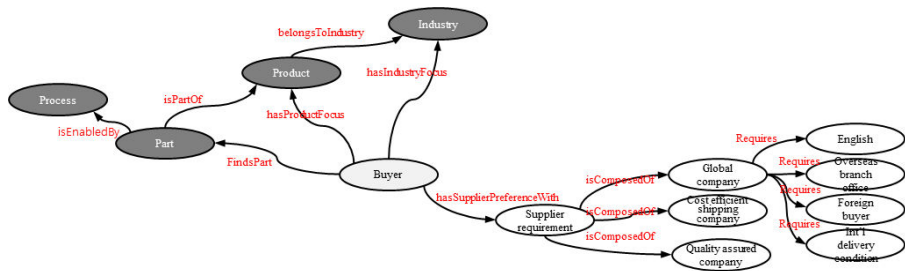 Industry
belongsToIndustry
Product
hasIndustryFocus
Process
isPartOf
hasProductFocus
isEnabledBy
Part
FindsPart
Buyer
hasSupplierPreferenceWith
Supplier
requirement
isComposedOf
isComposedOf
isComposedOf
Global
company
Cost efficient
shipping
company
Quality assured
company
Requires
Requires
Requires
Requires
English
Overseas
branch
office
Foreign
buyer
Int'l
delivery
condition